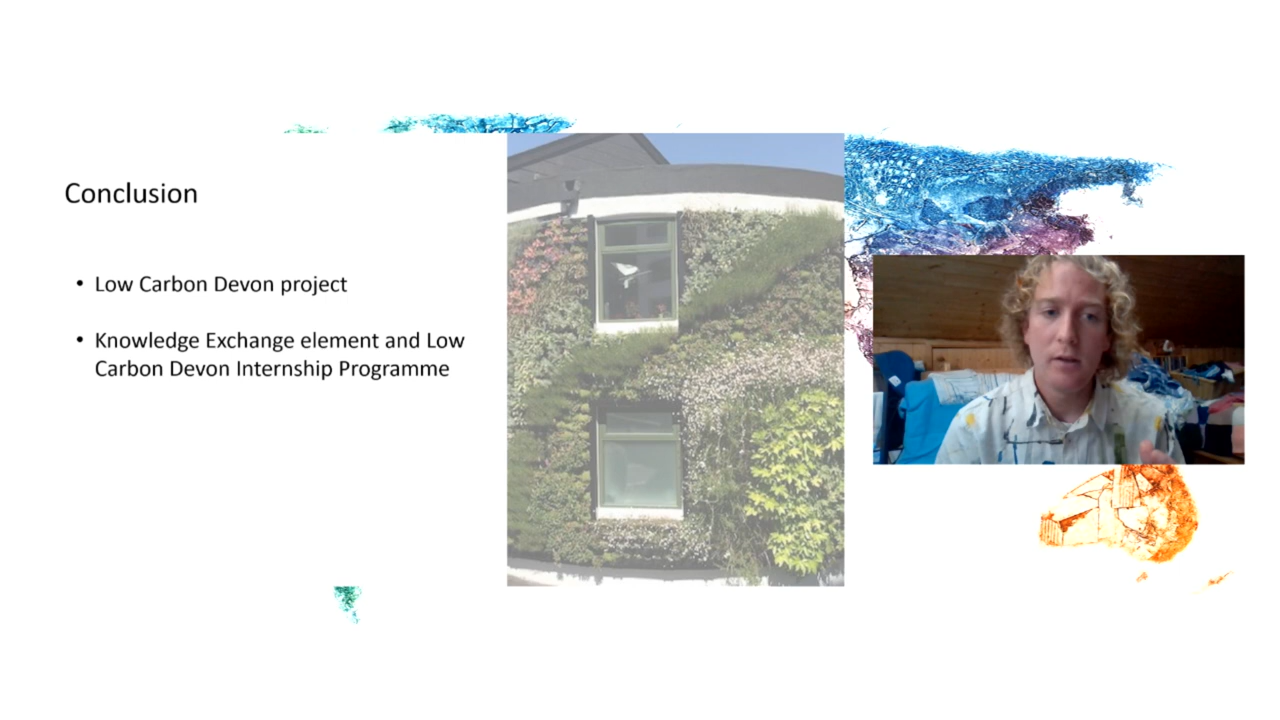 Conclusion
• Low Carbon Devon project
• Knowledge Exchange element and Low
Carbon Devon Internship Programme